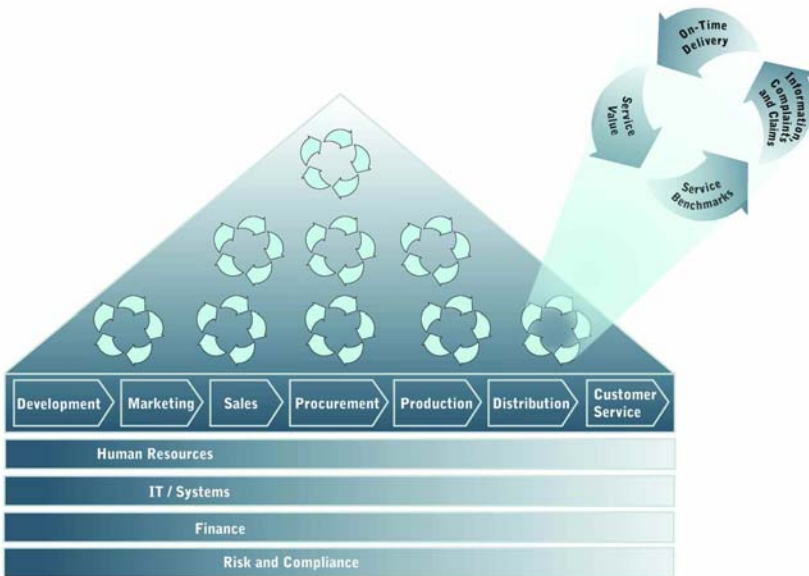 On-Time
Delivery
Information,
Complaints
and Claims
Service
Value
Service
Benchmarks
Development
Marketing
Sales
Procurement
Production
Distribution
Customer
Service
Human Resources
IT / Systems
Finance
Risk and Compliance